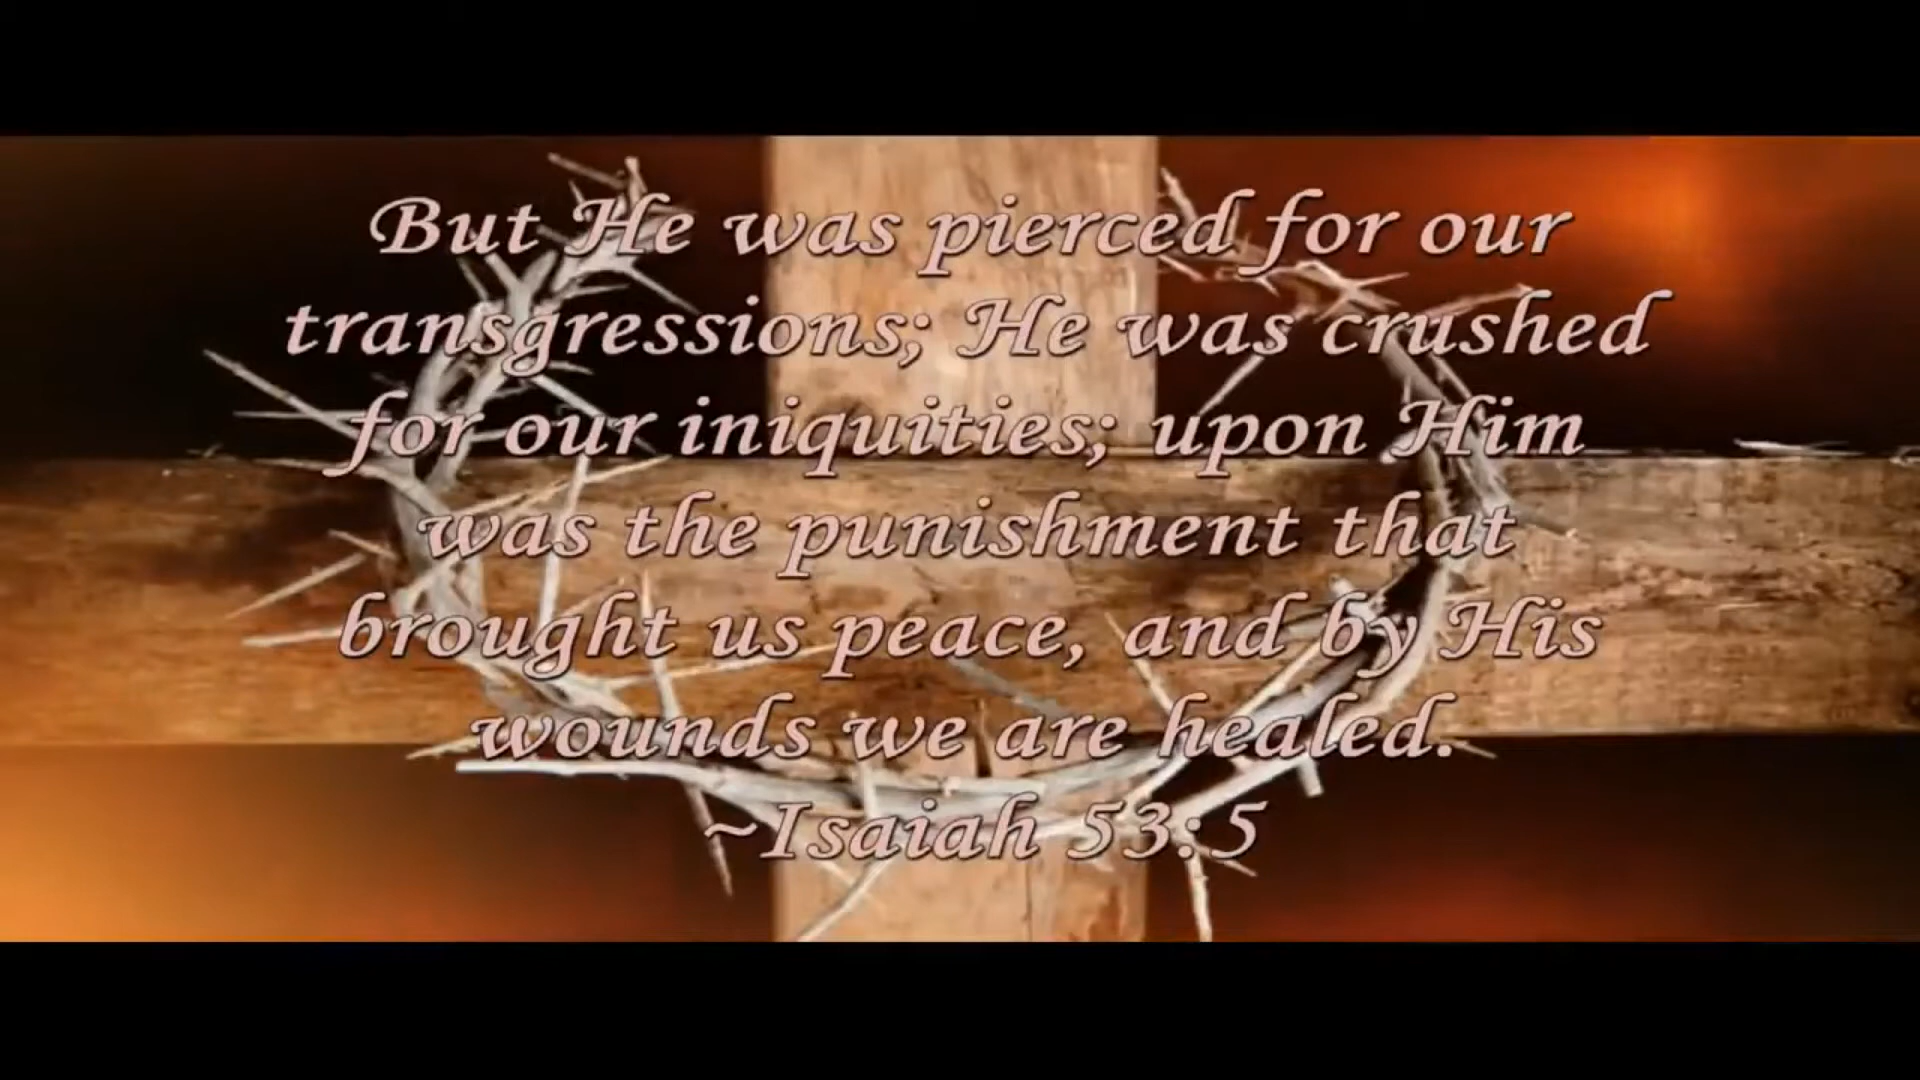 But He was pierced for our
transgressions; He was crushed
for our iniquities; upon Him
was the punishment that
brought us peace, and by His
wounds we are healed.
~Isaiah 53:5